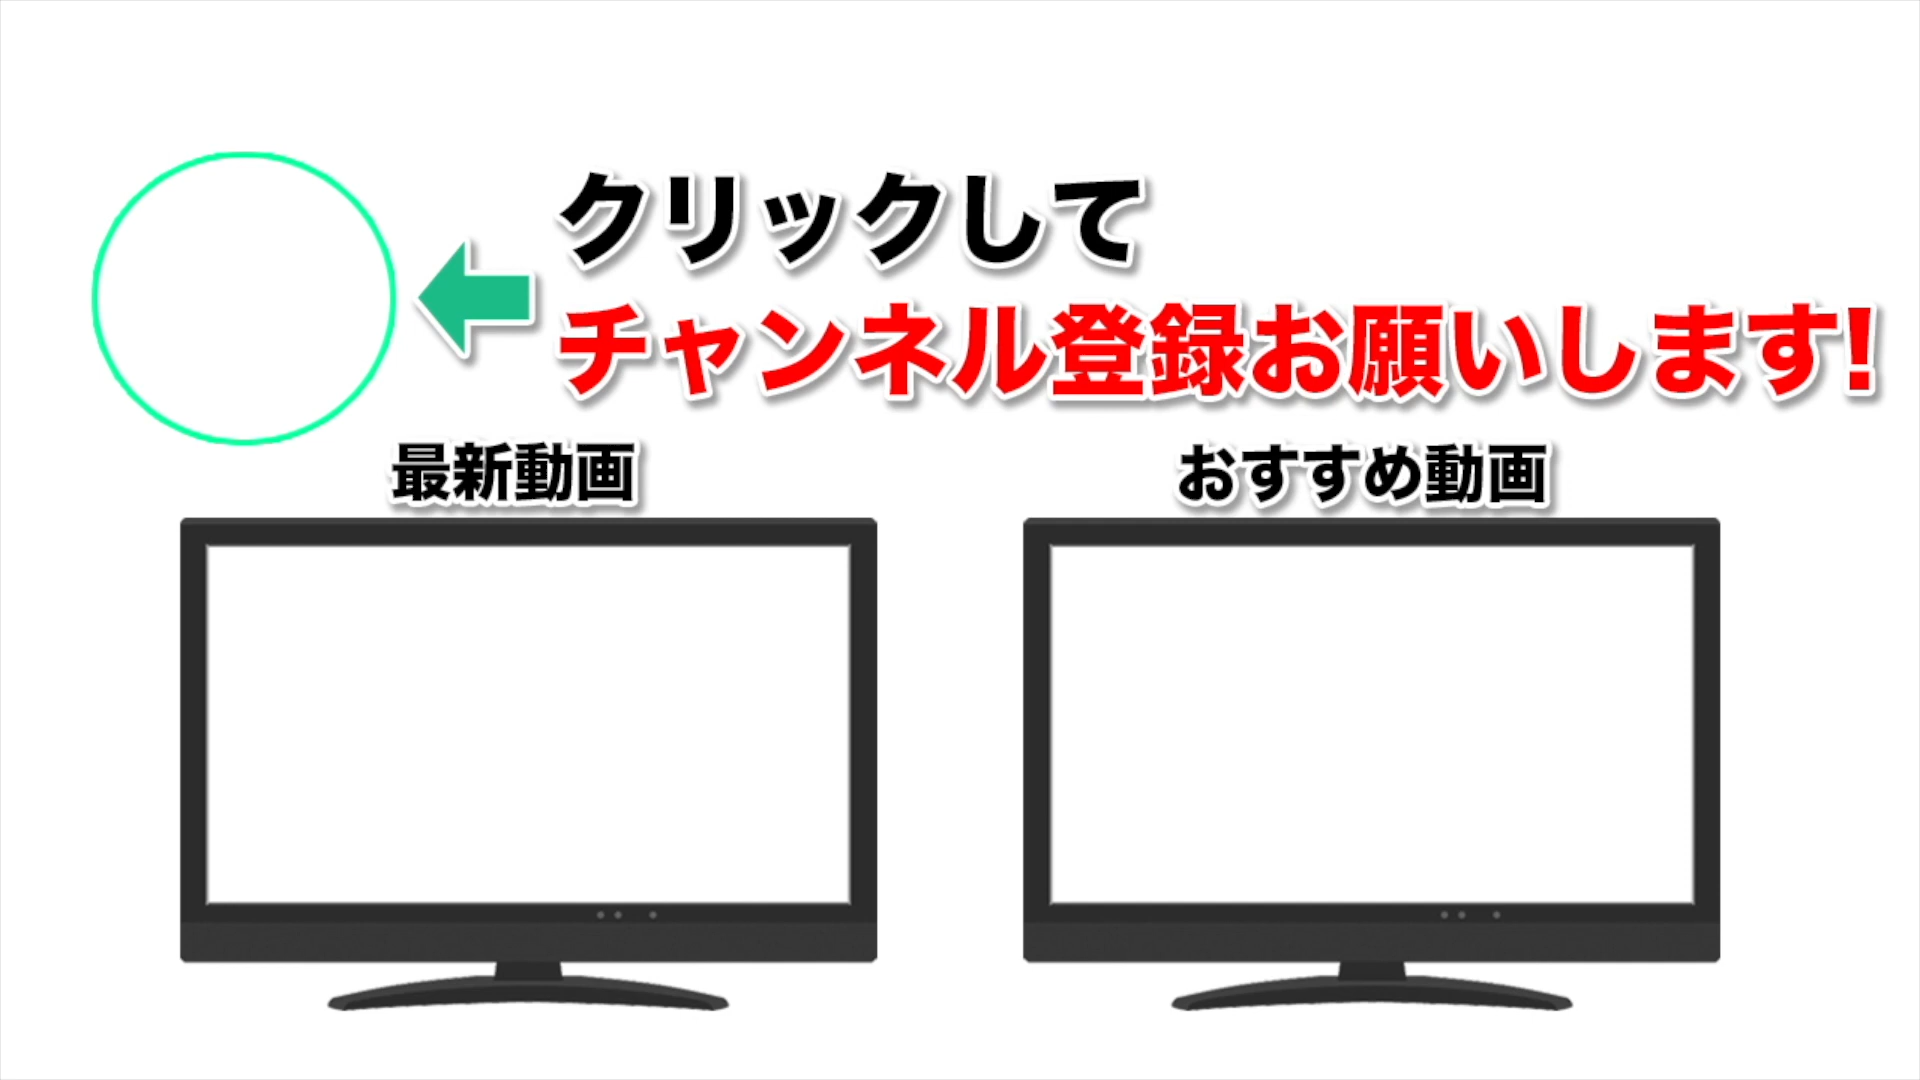 クリックして
チャンネル登録お願いします!
最新動画
おすすめ動画